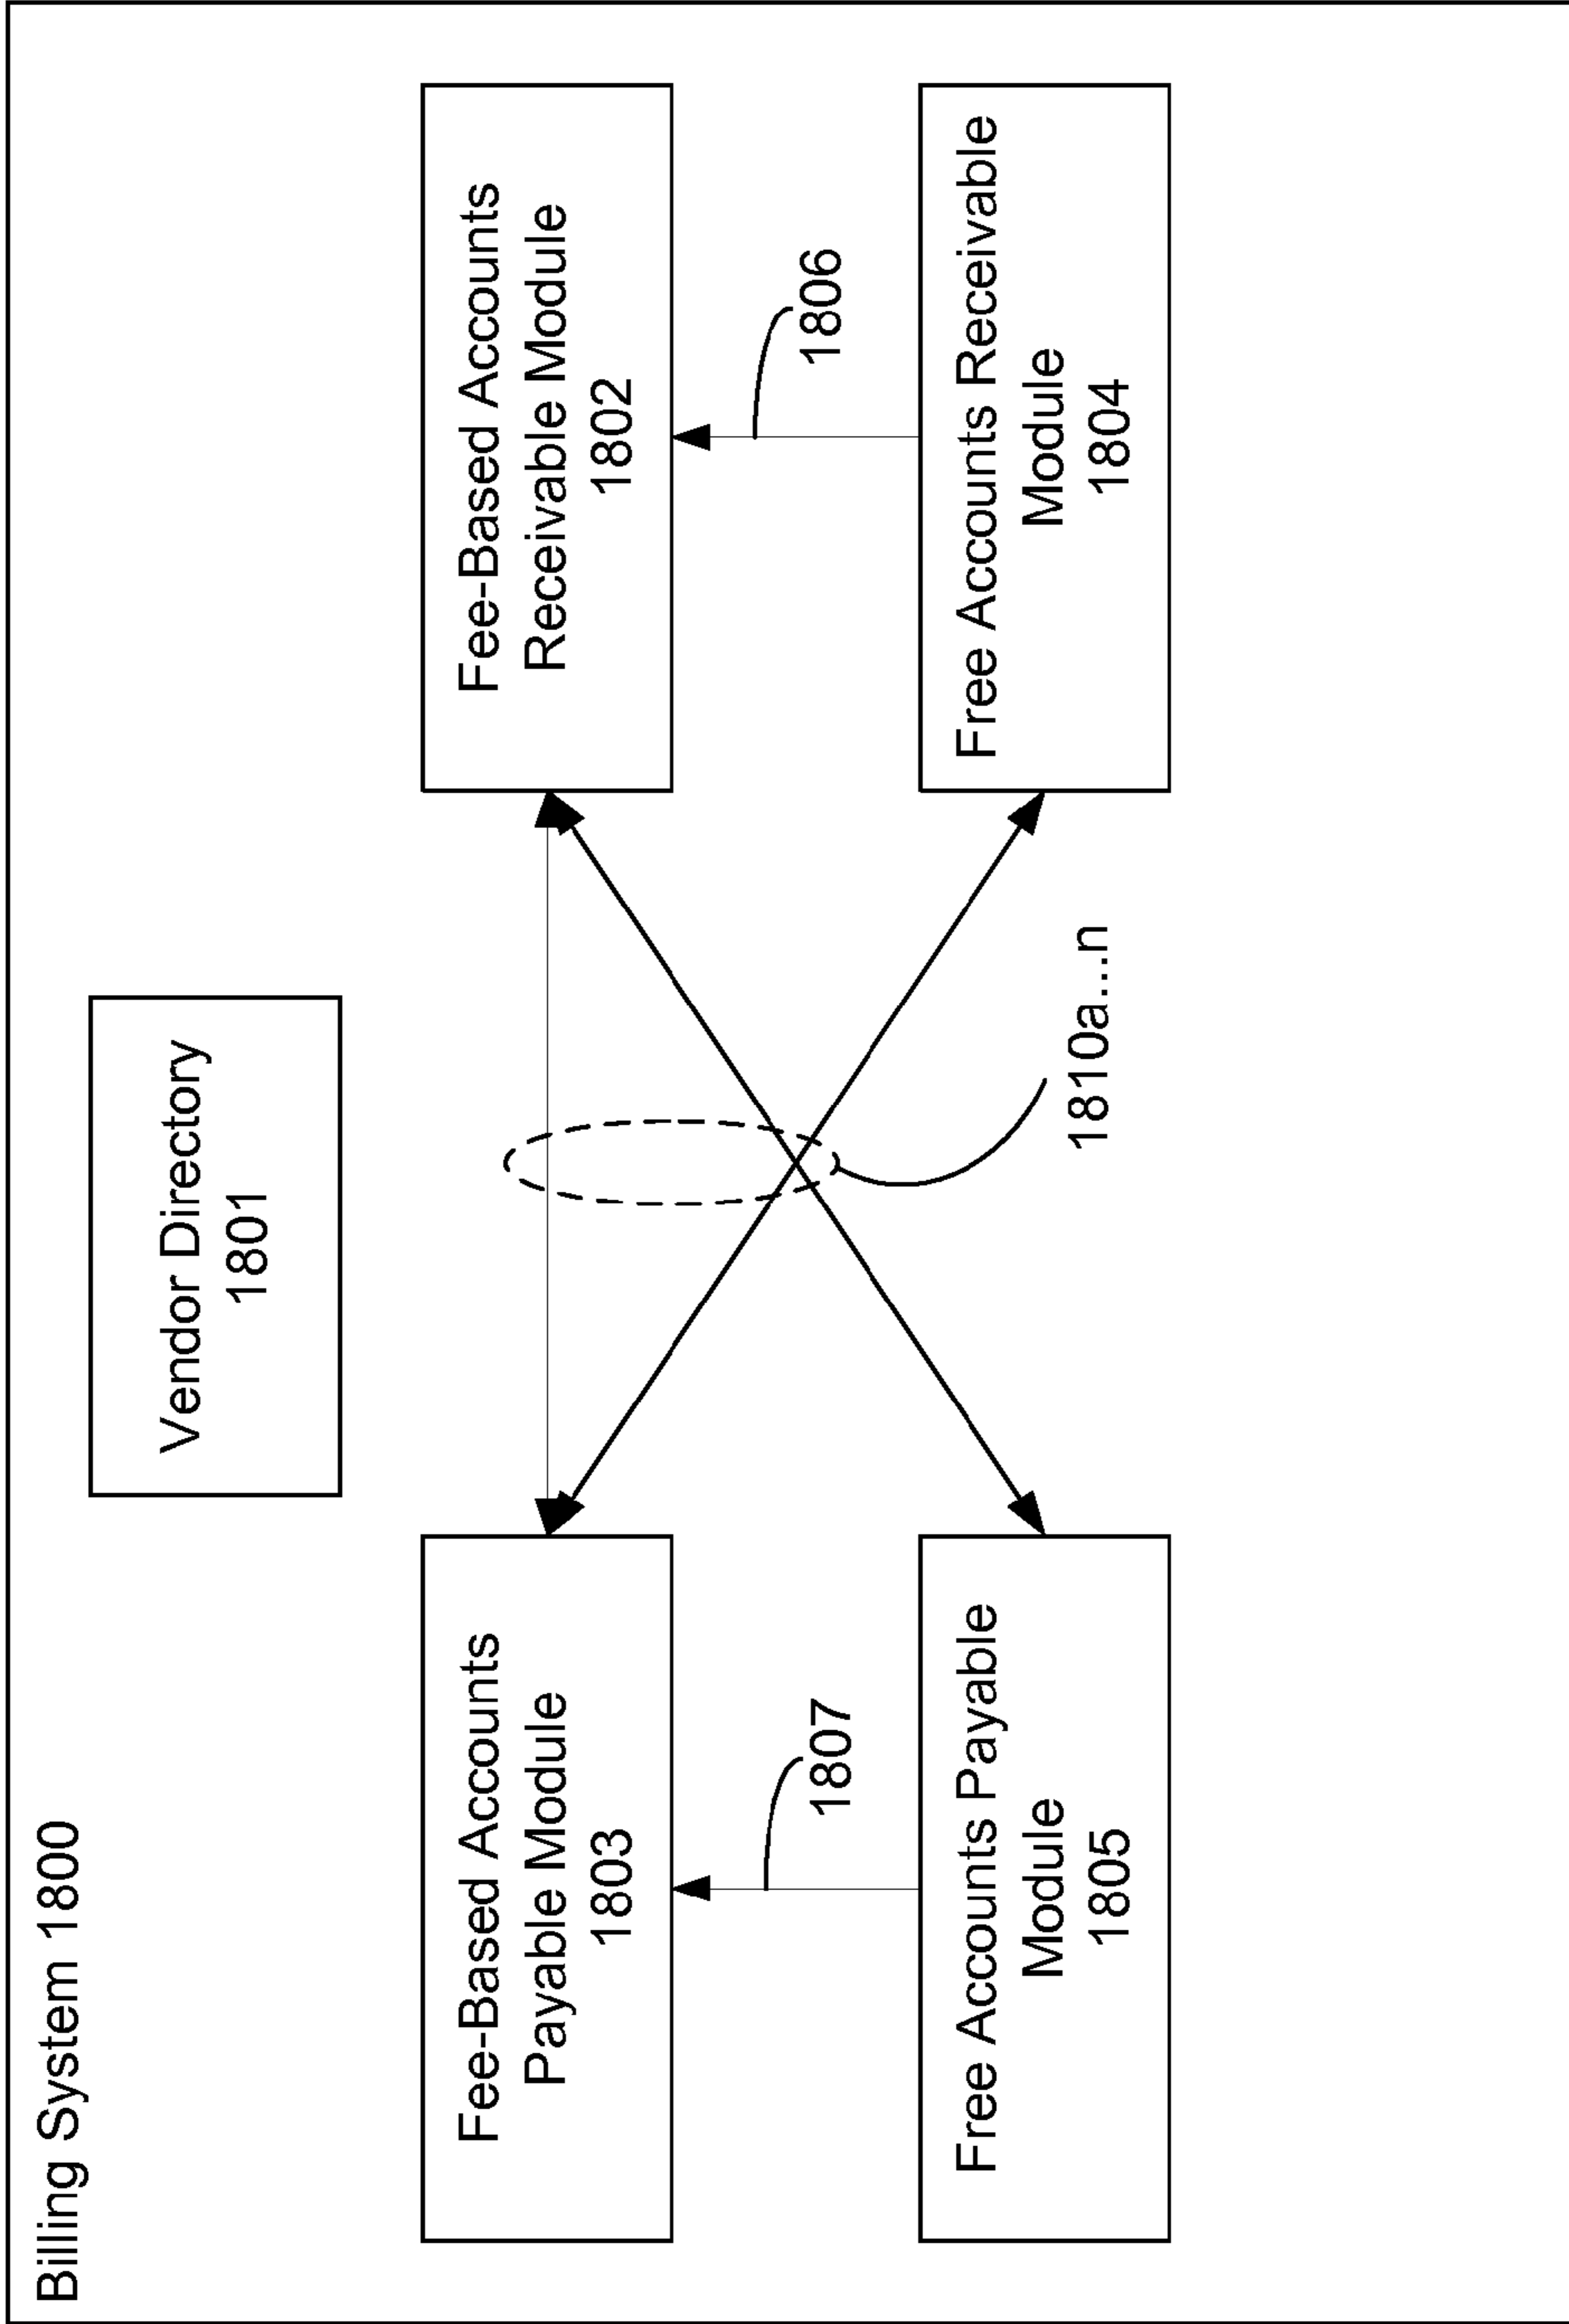 Billing System 1800
Vendor Directory
1801
Fee-Based Accounts
Payable Module
1803
Fee-Based Accounts
Receivable Module
1802
1807
1806
1810a...n
Free Accounts Payable
Module
1805
Free Accounts Receivable
Module
1804